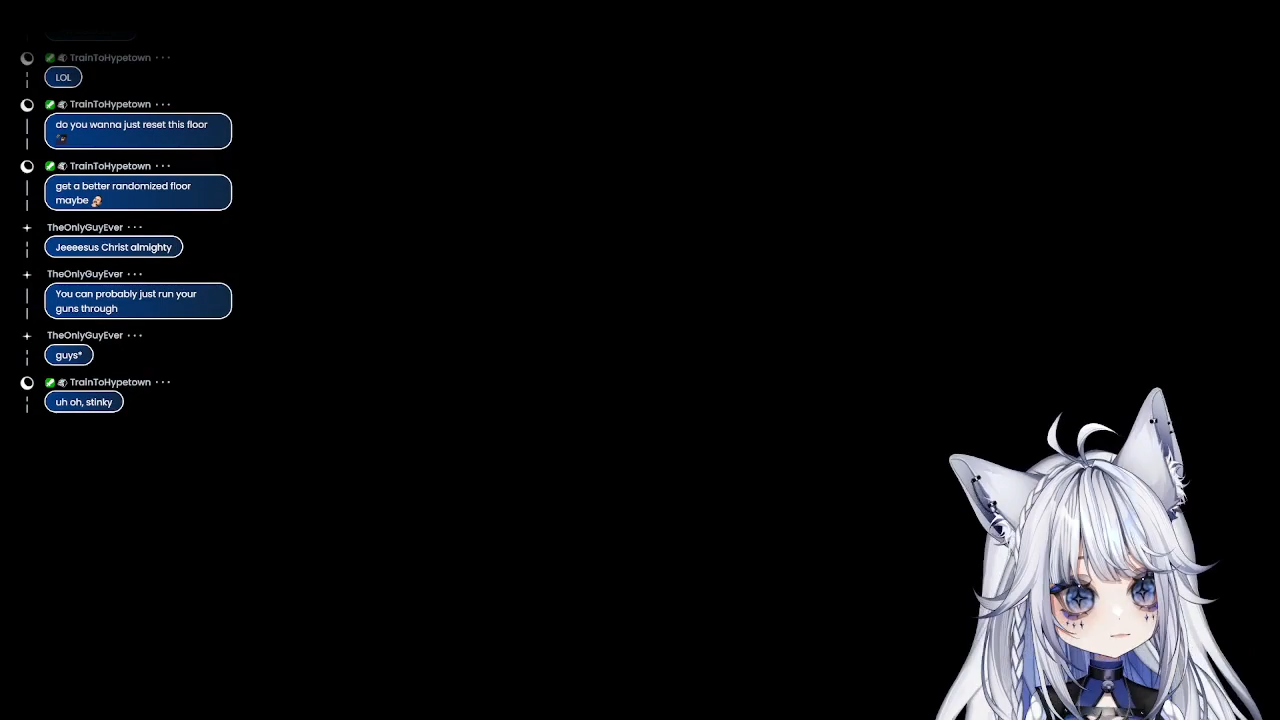 TrainToHypetown
LOL
TrainToHypetown
do you wanna just reset this floor
TrainToHypetown
get a better randomized floor
maybe
TheOnlyGuyEver
Jeeeesus Christ almighty
TheOnlyGuyEver
You can probably just run your
guns through
TheOnlyGuyEver
guys*
TrainToHypetown
uh oh, stinky